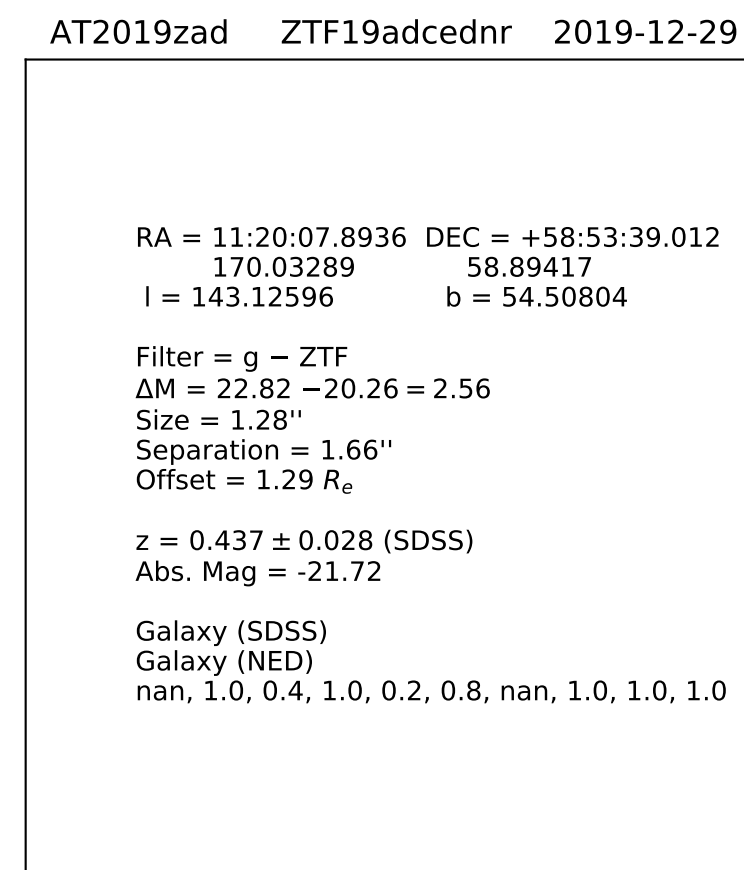 AT2019zad ZTF19adcednr 2019-12-29
RA = 11:20:07.8936 DEC = +58:53:39.012
170.03289 58.89417
l = 143.12596 b = 54.50804
Filter = g − ZTF
ΔM = 22.82 −20.26 = 2.56
Size = 1.28''
Separation = 1.66''
Offset = 1.29 Rₑ
z = 0.437 ± 0.028 (SDSS)
Abs. Mag = -21.72
Galaxy (SDSS)
Galaxy (NED)
nan, 1.0, 0.4, 1.0, 0.2, 0.8, nan, 1.0, 1.0, 1.0